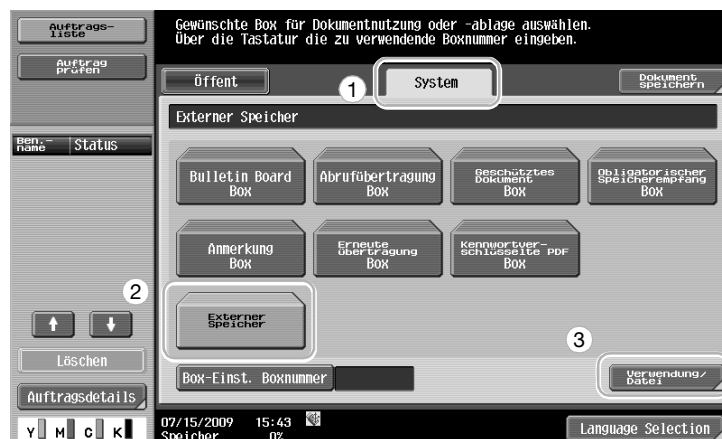 Auftrags-
liste
Auftrag
prüfen
Gewünschte Box für Dokumentnutzung oder -ablage auswählen.
Über die Tastatur die zu verwendende Boxnummer eingeben.
Öffent
1
System
Dokument
speichern
Externer Speicher
Ben.-
name
Status
Bulletin Board
Box
Abrufübertragung
Box
Geschütztes
Dokument
Box
Obligatorischer
Speicherempfang
Box
Anmerkung
Box
Erneute
Übertragung
Box
Kennwortver-
schlüsselte PDF
Box
2
Externer
Speicher
3
Löschen
Box-Einst. Boxnummer
Verwendung/
Datei
Auftragsdetails
Y M C K
07/15/2009 15:43
Speicher 0%
Language Selection